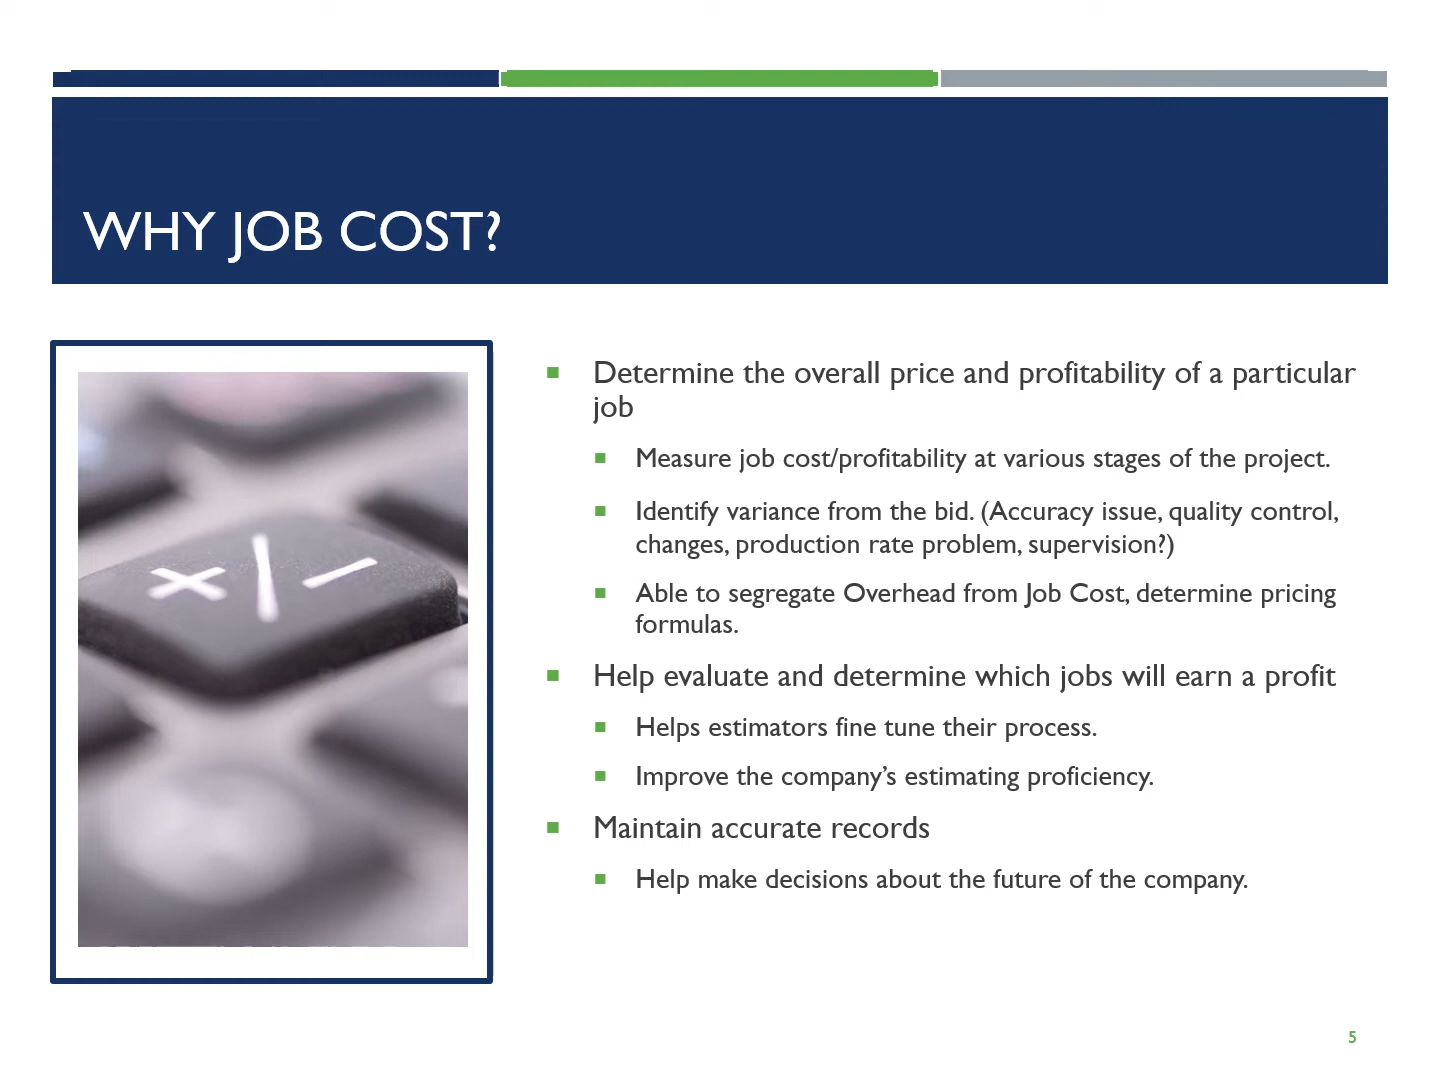 WHY JOB COST?
+/−
Determine the overall price and profitability of a particular
job
Measure job cost/profitability at various stages of the project.
Identify variance from the bid. (Accuracy issue, quality control,
changes, production rate problem, supervision?)
Able to segregate Overhead from Job Cost, determine pricing
formulas.
Help evaluate and determine which jobs will earn a profit
Helps estimators fine tune their process.
Improve the company’s estimating proficiency.
Maintain accurate records
Help make decisions about the future of the company.
5